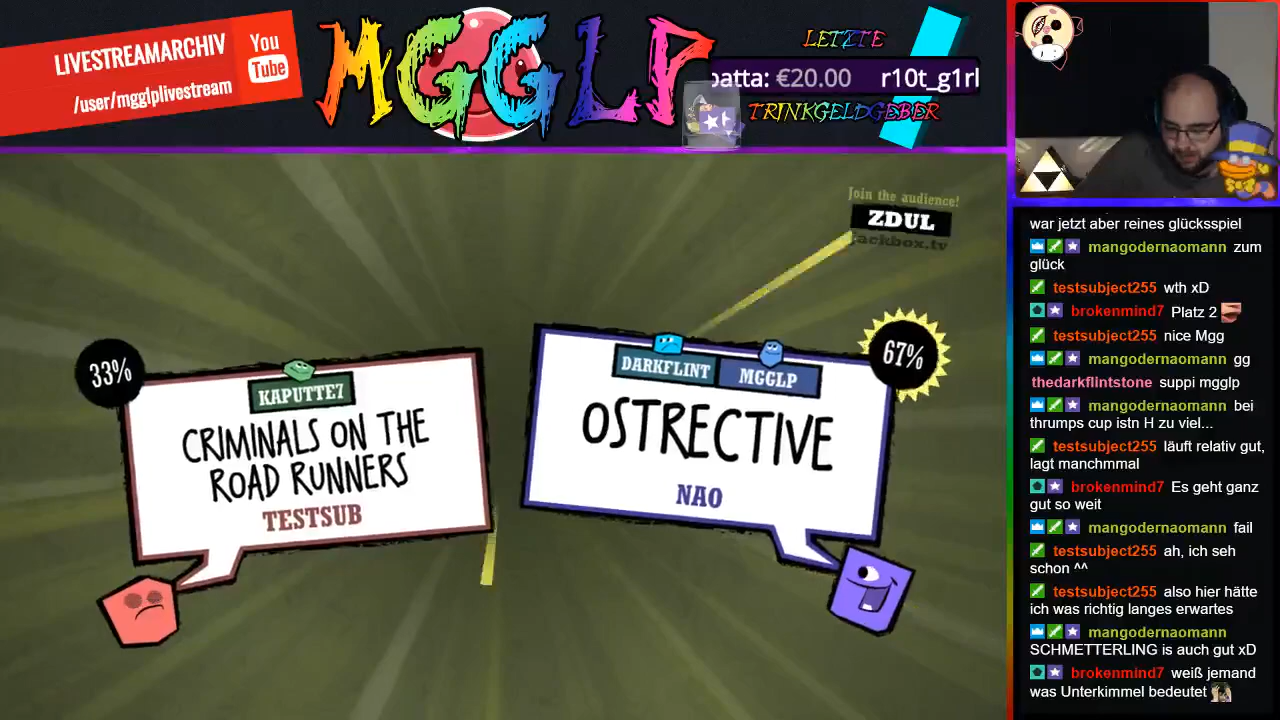 LIVESTREAMARCHIV
You
Tube
/user/mgglplivestream
MGGLP
LETZTE
patta: €20.00 r10t_g1rl
TRINKGELDGEBER
Join the audience!
ZDUL
jackbox.tv
33%
KAPUTTE7
CRIMINALS ON THE
ROAD RUNNERS
TESTSUB
DARKFLINT
MGGLP
67%
OSTRECTIVE
NAO
war jetzt aber reines glücksspiel
mangodernaomann zum
glück
testsubject255 wth xD
brokenmind7 Platz 2
testsubject255 nice Mgg
mangodernaomann gg
thedarkflintstone suppi mgglp
mangodernaomann bei
thrumps cup istn H zu viel...
testsubject255 läuft relativ gut,
lagt manchmmal
brokenmind7 Es geht ganz
gut so weit
mangodernaomann fail
testsubject255 ah, ich seh
schon ^^
testsubject255 also hier hätte
ich was richtig langes erwartes
mangodernaomann
SCHMETTERLING is auch gut xD
brokenmind7 weiß jemand
was Unterkimmel bedeutet